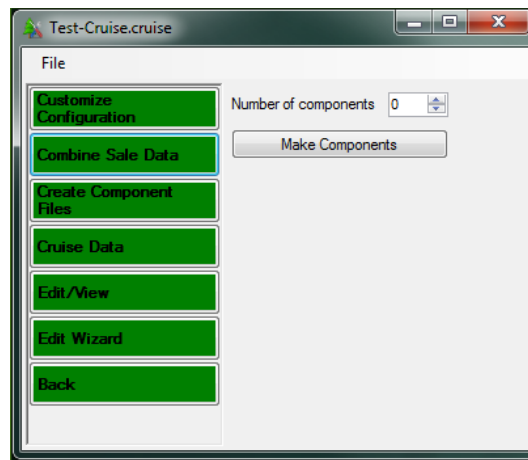 Test-Cruise.cruise
File
Customize
Configuration
Number of components 0
Combine Sale Data
Make Components
Create Component
Files
Cruise Data
Edit/View
Edit Wizard
Back